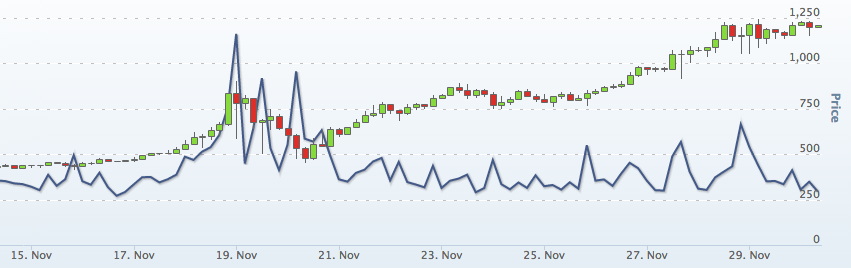 1,250
1,000
750
500
250
0
Price
15. Nov
17. Nov
19. Nov
21. Nov
23. Nov
25. Nov
27. Nov
29. Nov